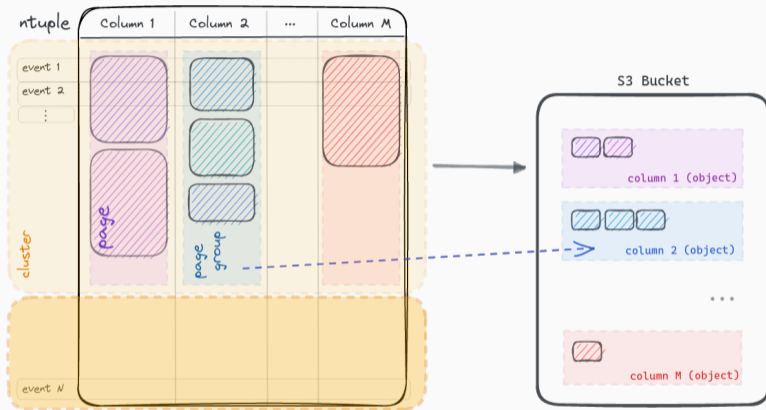 ntuple
Column 1
Column 2
...
Column M
event 1
event 2
⋮
page
page
group
cluster
event N
S3 Bucket
column 1 (object)
column 2 (object)
...
column M (object)